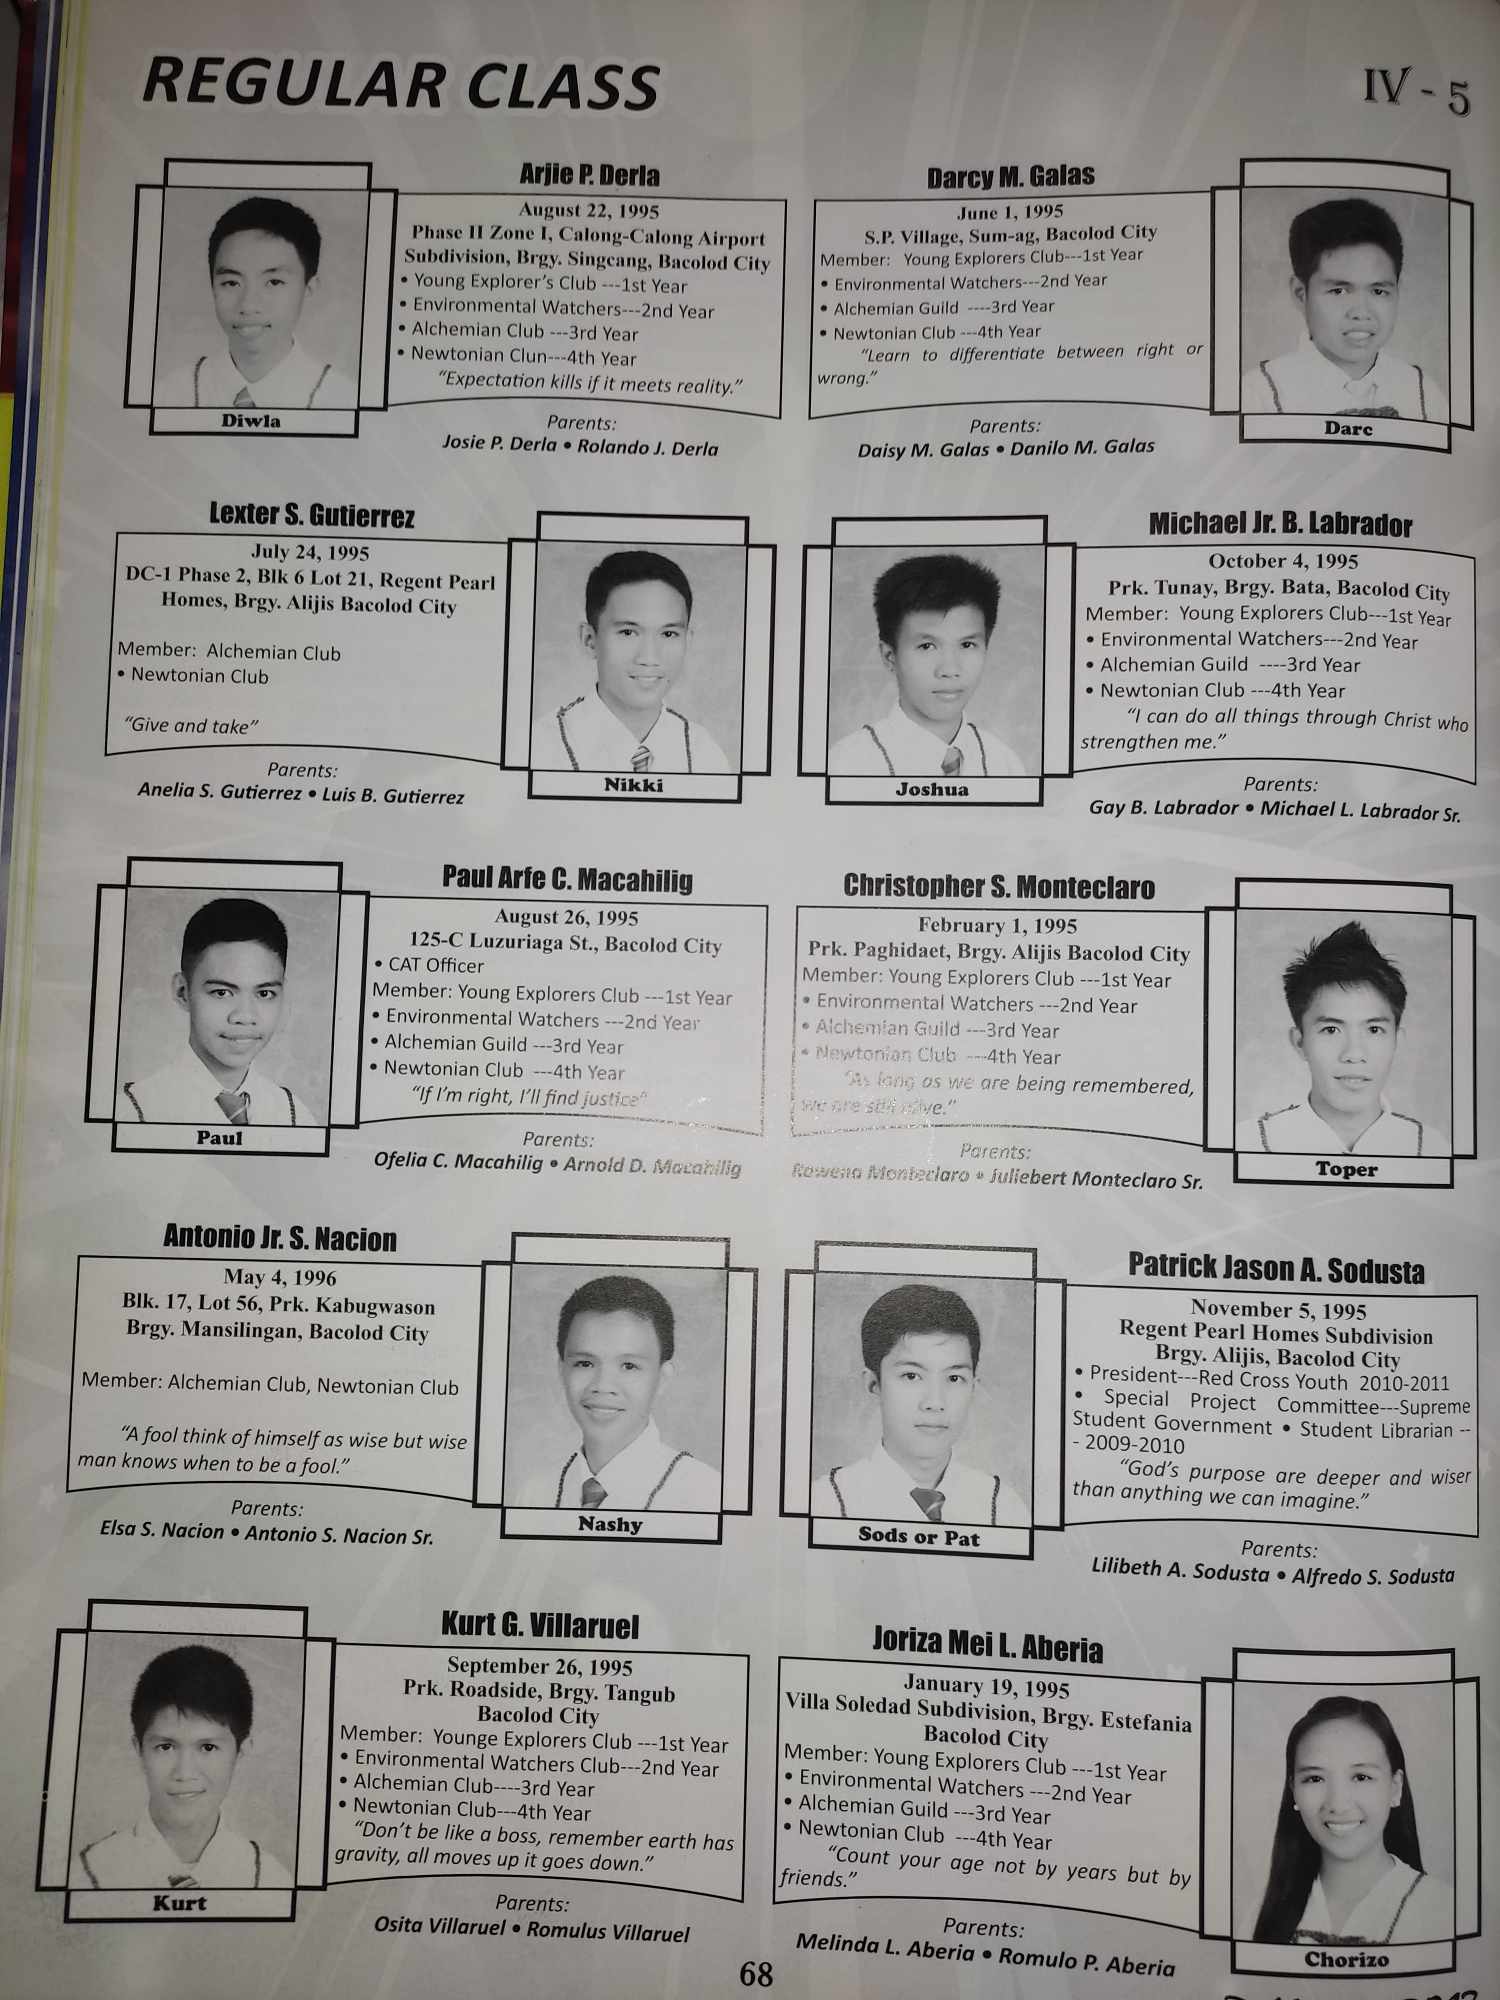 REGULAR CLASS
IV - 5
Arjie P. Derla
August 22, 1995
Phase II Zone I, Calong-Calong Airport
Subdivision, Brgy. Singcang, Bacolod City
• Young Explorer's Club ---1st Year
• Environmental Watchers---2nd Year
• Alchemian Club ---3rd Year
• Newtonian Clun---4th Year
"Expectation kills if it meets reality."
Diwla
Parents:
Josie P. Derla • Rolando J. Derla
Darcy M. Galas
June 1, 1995
S.P. Village, Sum-ag, Bacolod City
Member: Young Explorers Club---1st Year
• Environmental Watchers---2nd Year
• Alchemian Guild ----3rd Year
• Newtonian Club ---4th Year
"Learn to differentiate between right or
wrong."
Darc
Parents:
Daisy M. Galas • Danilo M. Galas
Lexter S. Gutierrez
July 24, 1995
DC-1 Phase 2, Blk 6 Lot 21, Regent Pearl
Homes, Brgy. Alijis Bacolod City
Member: Alchemian Club
• Newtonian Club
"Give and take"
Nikki
Parents:
Anelia S. Gutierrez • Luis B. Gutierrez
Michael Jr. B. Labrador
October 4, 1995
Prk. Tunay, Brgy. Bata, Bacolod City
Member: Young Explorers Club---1st Year
• Environmental Watchers---2nd Year
• Alchemian Guild ----3rd Year
• Newtonian Club ---4th Year
"I can do all things through Christ who
strengthen me."
Joshua
Parents:
Gay B. Labrador • Michael L. Labrador Sr.
Paul Arfe C. Macahilig
August 26, 1995
125-C Luzuriaga St., Bacolod City
• CAT Officer
Member: Young Explorers Club ---1st Year
• Environmental Watchers ---2nd Year
• Alchemian Guild ---3rd Year
• Newtonian Club ---4th Year
"If I'm right, I'll find justice"
Paul
Parents:
Ofelia C. Macahilig • Arnold D. Macahilig
Christopher S. Monteclaro
February 1, 1995
Prk. Paghidaet, Brgy. Alijis Bacolod City
Member: Young Explorers Club ---1st Year
• Environmental Watchers ---2nd Year
• Alchemian Guild ---3rd Year
• Newtonian Club ---4th Year
"As long as we are being remembered,
we are still alive."
Toper
Parents:
Rowena Monteclaro • Juliebert Monteclaro Sr.
Antonio Jr. S. Nacion
May 4, 1996
Blk. 17, Lot 56, Prk. Kabugwason
Brgy. Mansilingan, Bacolod City
Member: Alchemian Club, Newtonian Club
"A fool think of himself as wise but wise
man knows when to be a fool."
Nashy
Parents:
Elsa S. Nacion • Antonio S. Nacion Sr.
Patrick Jason A. Sodusta
November 5, 1995
Regent Pearl Homes Subdivision
Brgy. Alijis, Bacolod City
• President---Red Cross Youth 2010-2011
• Special Project Committee---Supreme
Student Government • Student Librarian --
- 2009-2010
"God's purpose are deeper and wiser
than anything we can imagine."
Sods or Pat
Parents:
Lilibeth A. Sodusta • Alfredo S. Sodusta
Kurt G. Villaruel
September 26, 1995
Prk. Roadside, Brgy. Tangub
Bacolod City
Member: Younge Explorers Club ---1st Year
• Environmental Watchers Club---2nd Year
• Alchemian Club----3rd Year
• Newtonian Club---4th Year
"Don't be like a boss, remember earth has
gravity, all moves up it goes down."
Kurt
Parents:
Osita Villaruel • Romulus Villaruel
Joriza Mei L. Aberia
January 19, 1995
Villa Soledad Subdivision, Brgy. Estefania
Bacolod City
Member: Young Explorers Club ---1st Year
• Environmental Watchers ---2nd Year
• Alchemian Guild ---3rd Year
• Newtonian Club ---4th Year
"Count your age not by years but by
friends."
Chorizo
Parents:
Melinda L. Aberia • Romulo P. Aberia
68